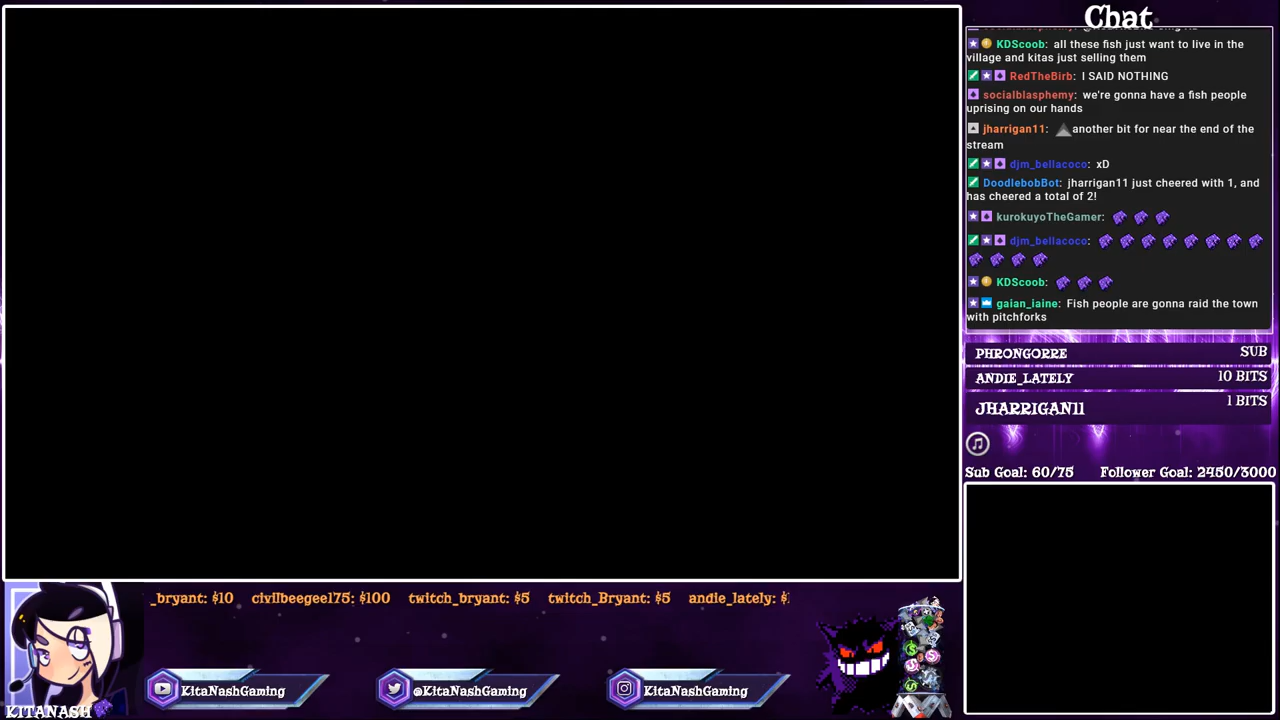 Chat
KDScoob: all these fish just want to live in the
village and kitas just selling them
RedTheBirb: I SAID NOTHING
socialblasphemy: we're gonna have a fish people
uprising on our hands
jharrigan11: another bit for near the end of the
stream
djm_bellacoco: xD
DoodlebobBot: jharrigan11 just cheered with 1, and
has cheered a total of 2!
kurokuyoTheGamer:
djm_bellacoco:
KDScoob:
gaian_iaine: Fish people are gonna raid the town
with pitchforks
PHRONGORRE SUB
ANDIE_LATELY 10 BITS
JHARRIGAN11 1 BITS
Sub Goal: 60/75 Follower Goal: 2450/3000
_bryant: $10 civilbeegee175: $100 twitch_bryant: $5 twitch_Bryant: $5 andie_lately: $
KitaNashGaming @KitaNashGaming KitaNashGaming
KITANASH